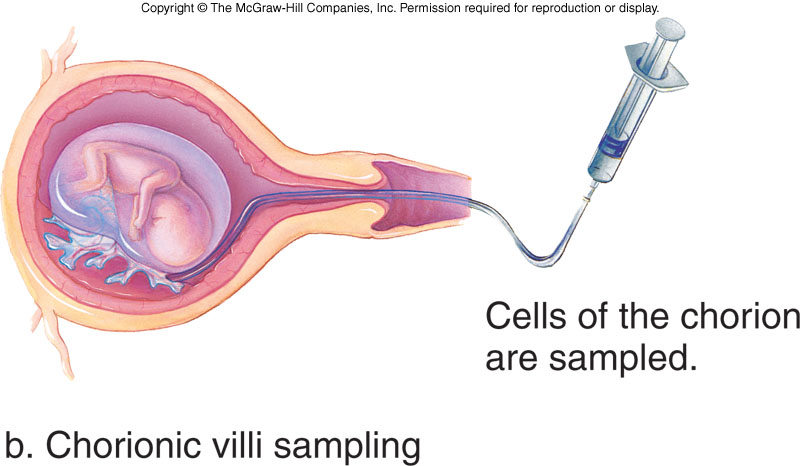 Copyright © The McGraw-Hill Companies, Inc. Permission required for reproduction or display.
Cells of the chorion
are sampled.
b. Chorionic villi sampling